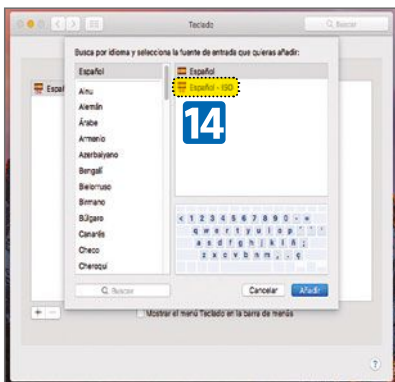 Teclado
Buscar
Busca por idioma y selecciona la fuente de entrada que quieras añadir:
Español
Ainu
Alemán
Árabe
Armenio
Azerbaiyano
Bengalí
Bielorruso
Birmano
Búlgaro
Canarés
Checo
Cheroqui
Español
Español - ISO
14
< 1 2 3 4 5 6 7 8 9 0 - =
q w e r t y u i o p
a s d f g h j k l ñ ;
z x c v b n m , . ç
Buscar
Cancelar
Añadir
+ -
Mostrar el menú Teclado en la barra de menús
?